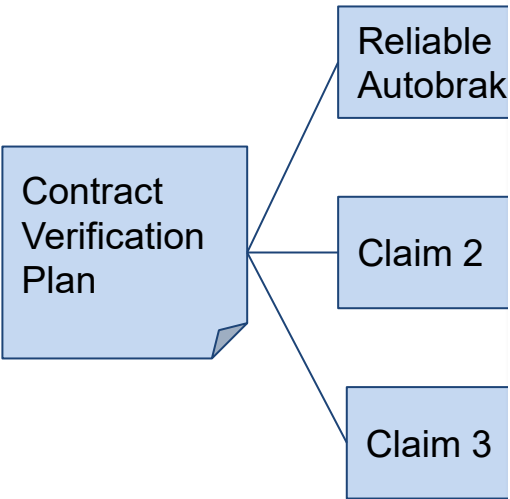 Reliable
Autobrak
Contract
Verification
Plan
Claim 2
Claim 3